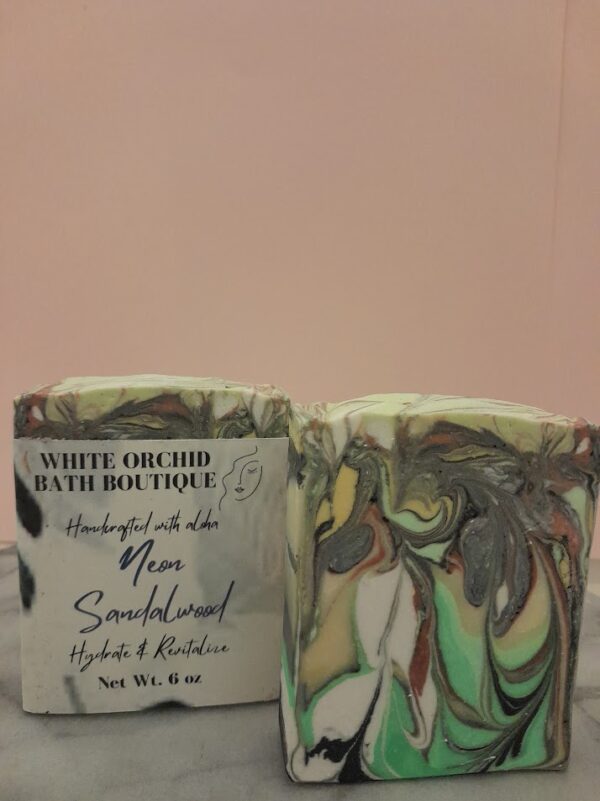 WHITE ORCHID
BATH BOUTIQUE
Handcrafted with aloha
Neon
Sandalwood
Hydrate & Revitalize
Net Wt. 6 oz